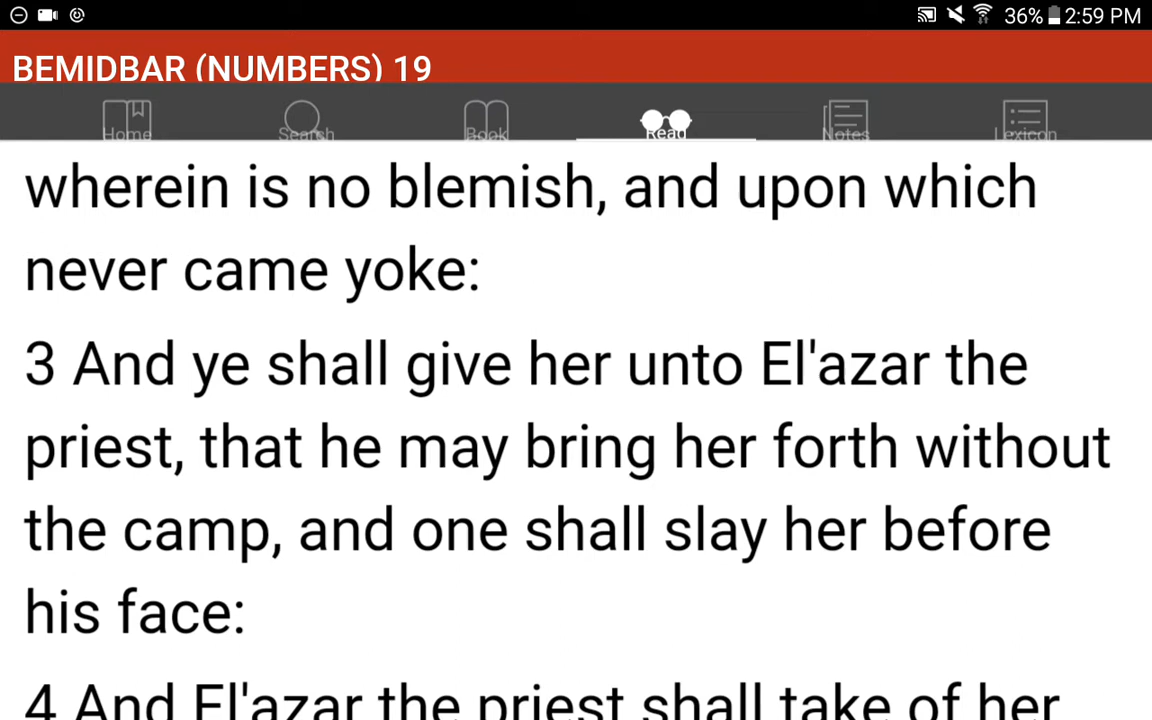 36% 2:59 PM
BEMIDBAR (NUMBERS) 19
Home Search Book Read Notes Lexicon
wherein is no blemish, and upon which
never came yoke:
3 And ye shall give her unto El'azar the
priest, that he may bring her forth without
the camp, and one shall slay her before
his face:
4 And El'azar the priest shall take of her